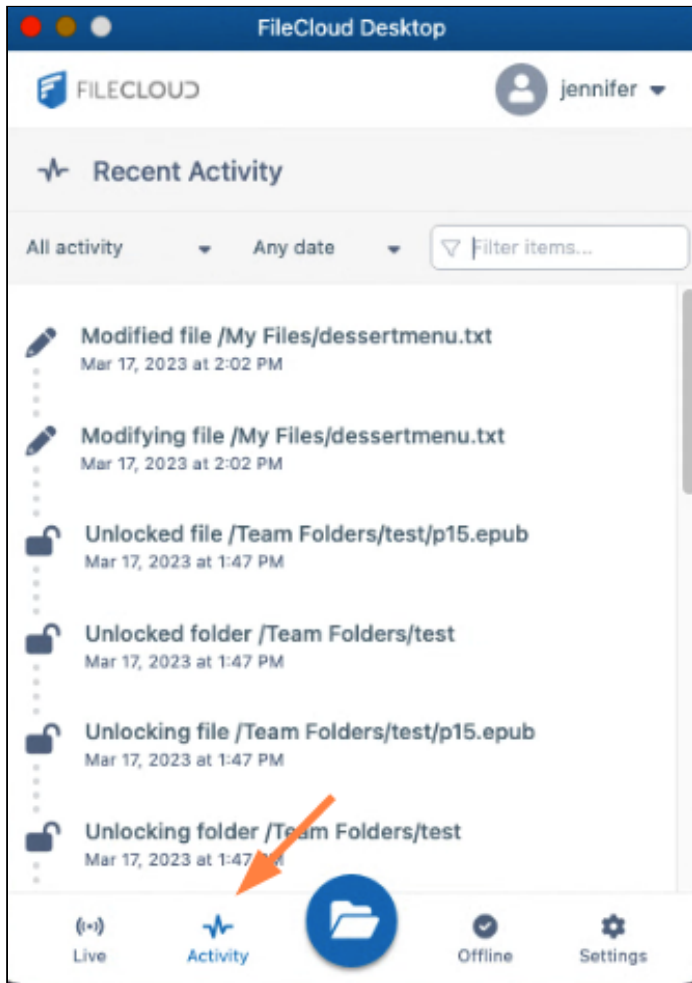 FileCloud Desktop
FILECLOUD
jennifer
Recent Activity
All activity Any date Filter items...
Modified file /My Files/dessertmenu.txt
Mar 17, 2023 at 2:02 PM
Modifying file /My Files/dessertmenu.txt
Mar 17, 2023 at 2:02 PM
Unlocked file /Team Folders/test/p15.epub
Mar 17, 2023 at 1:47 PM
Unlocked folder /Team Folders/test
Mar 17, 2023 at 1:47 PM
Unlocking file /Team Folders/test/p15.epub
Mar 17, 2023 at 1:47 PM
Unlocking folder /Team Folders/test
Mar 17, 2023 at 1:47 PM
Live Activity Offline Settings